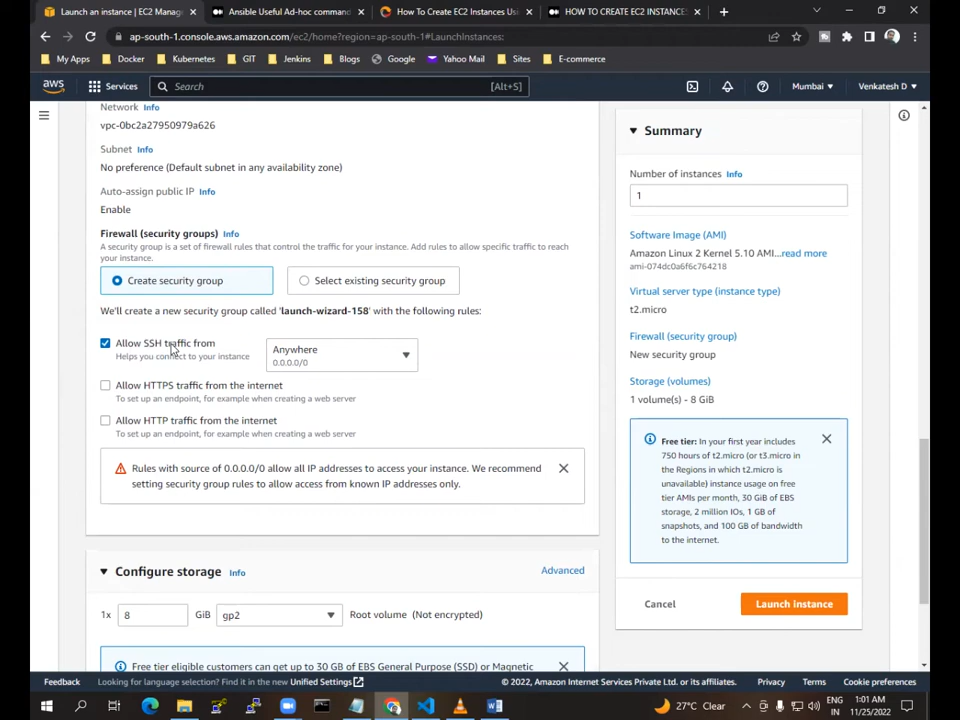 Launch an instance | EC2 Manag
Ansible Useful Ad-hoc command
How To Create EC2 Instances Us
HOW TO CREATE EC2 INSTANCES
ap-south-1.console.aws.amazon.com/ec2/home?region=ap-south-1#LaunchInstances:
My Apps
Docker
Kubernetes
GIT
Jenkins
Blogs
Google
Yahoo Mail
Sites
E-commerce
aws
Services
Search
[Alt+S]
Mumbai
Venkatesh D
Network Info
vpc-0bc2a27950979a626
Subnet Info
No preference (Default subnet in any availability zone)
Auto-assign public IP Info
Enable
Firewall (security groups) Info
A security group is a set of firewall rules that control the traffic for your instance. Add rules to allow specific traffic to reach
your instance.
Create security group
Select existing security group
We'll create a new security group called 'launch-wizard-158' with the following rules:
Allow SSH traffic from
Helps you connect to your instance
Anywhere
0.0.0.0/0
Allow HTTPS traffic from the internet
To set up an endpoint, for example when creating a web server
Allow HTTP traffic from the internet
To set up an endpoint, for example when creating a web server
Rules with source of 0.0.0.0/0 allow all IP addresses to access your instance. We recommend
setting security group rules to allow access from known IP addresses only.
Configure storage Info
Advanced
1x 8 GiB gp2 Root volume (Not encrypted)
Free tier eligible customers can get up to 30 GB of EBS General Purpose (SSD) or Magnetic
Summary
Number of instances Info
1
Software Image (AMI)
Amazon Linux 2 Kernel 5.10 AMI...read more
ami-074dc0a6f6c764218
Virtual server type (instance type)
t2.micro
Firewall (security group)
New security group
Storage (volumes)
1 volume(s) - 8 GiB
Free tier: In your first year includes
750 hours of t2.micro (or t3.micro in
the Regions in which t2.micro is
unavailable) instance usage on free
tier AMIs per month, 30 GiB of EBS
storage, 2 million IOs, 1 GB of
snapshots, and 100 GB of bandwidth
to the internet.
Cancel
Launch instance
Feedback
Looking for language selection? Find it in the new Unified Settings
© 2022, Amazon Internet Services Private Ltd. or its affiliates.
Privacy
Terms
Cookie preferences
27°C Clear
ENG
IN
1:01 AM
11/25/2022